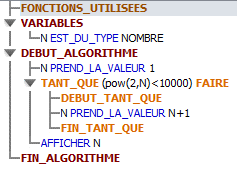 FONCTIONS_UTILISEES
VARIABLES
N EST_DU_TYPE NOMBRE
DEBUT_ALGORITHME
N PREND_LA_VALEUR 1
TANT_QUE (pow(2,N)<10000) FAIRE
DEBUT_TANT_QUE
N PREND_LA_VALEUR N+1
FIN_TANT_QUE
AFFICHER N
FIN_ALGORITHME